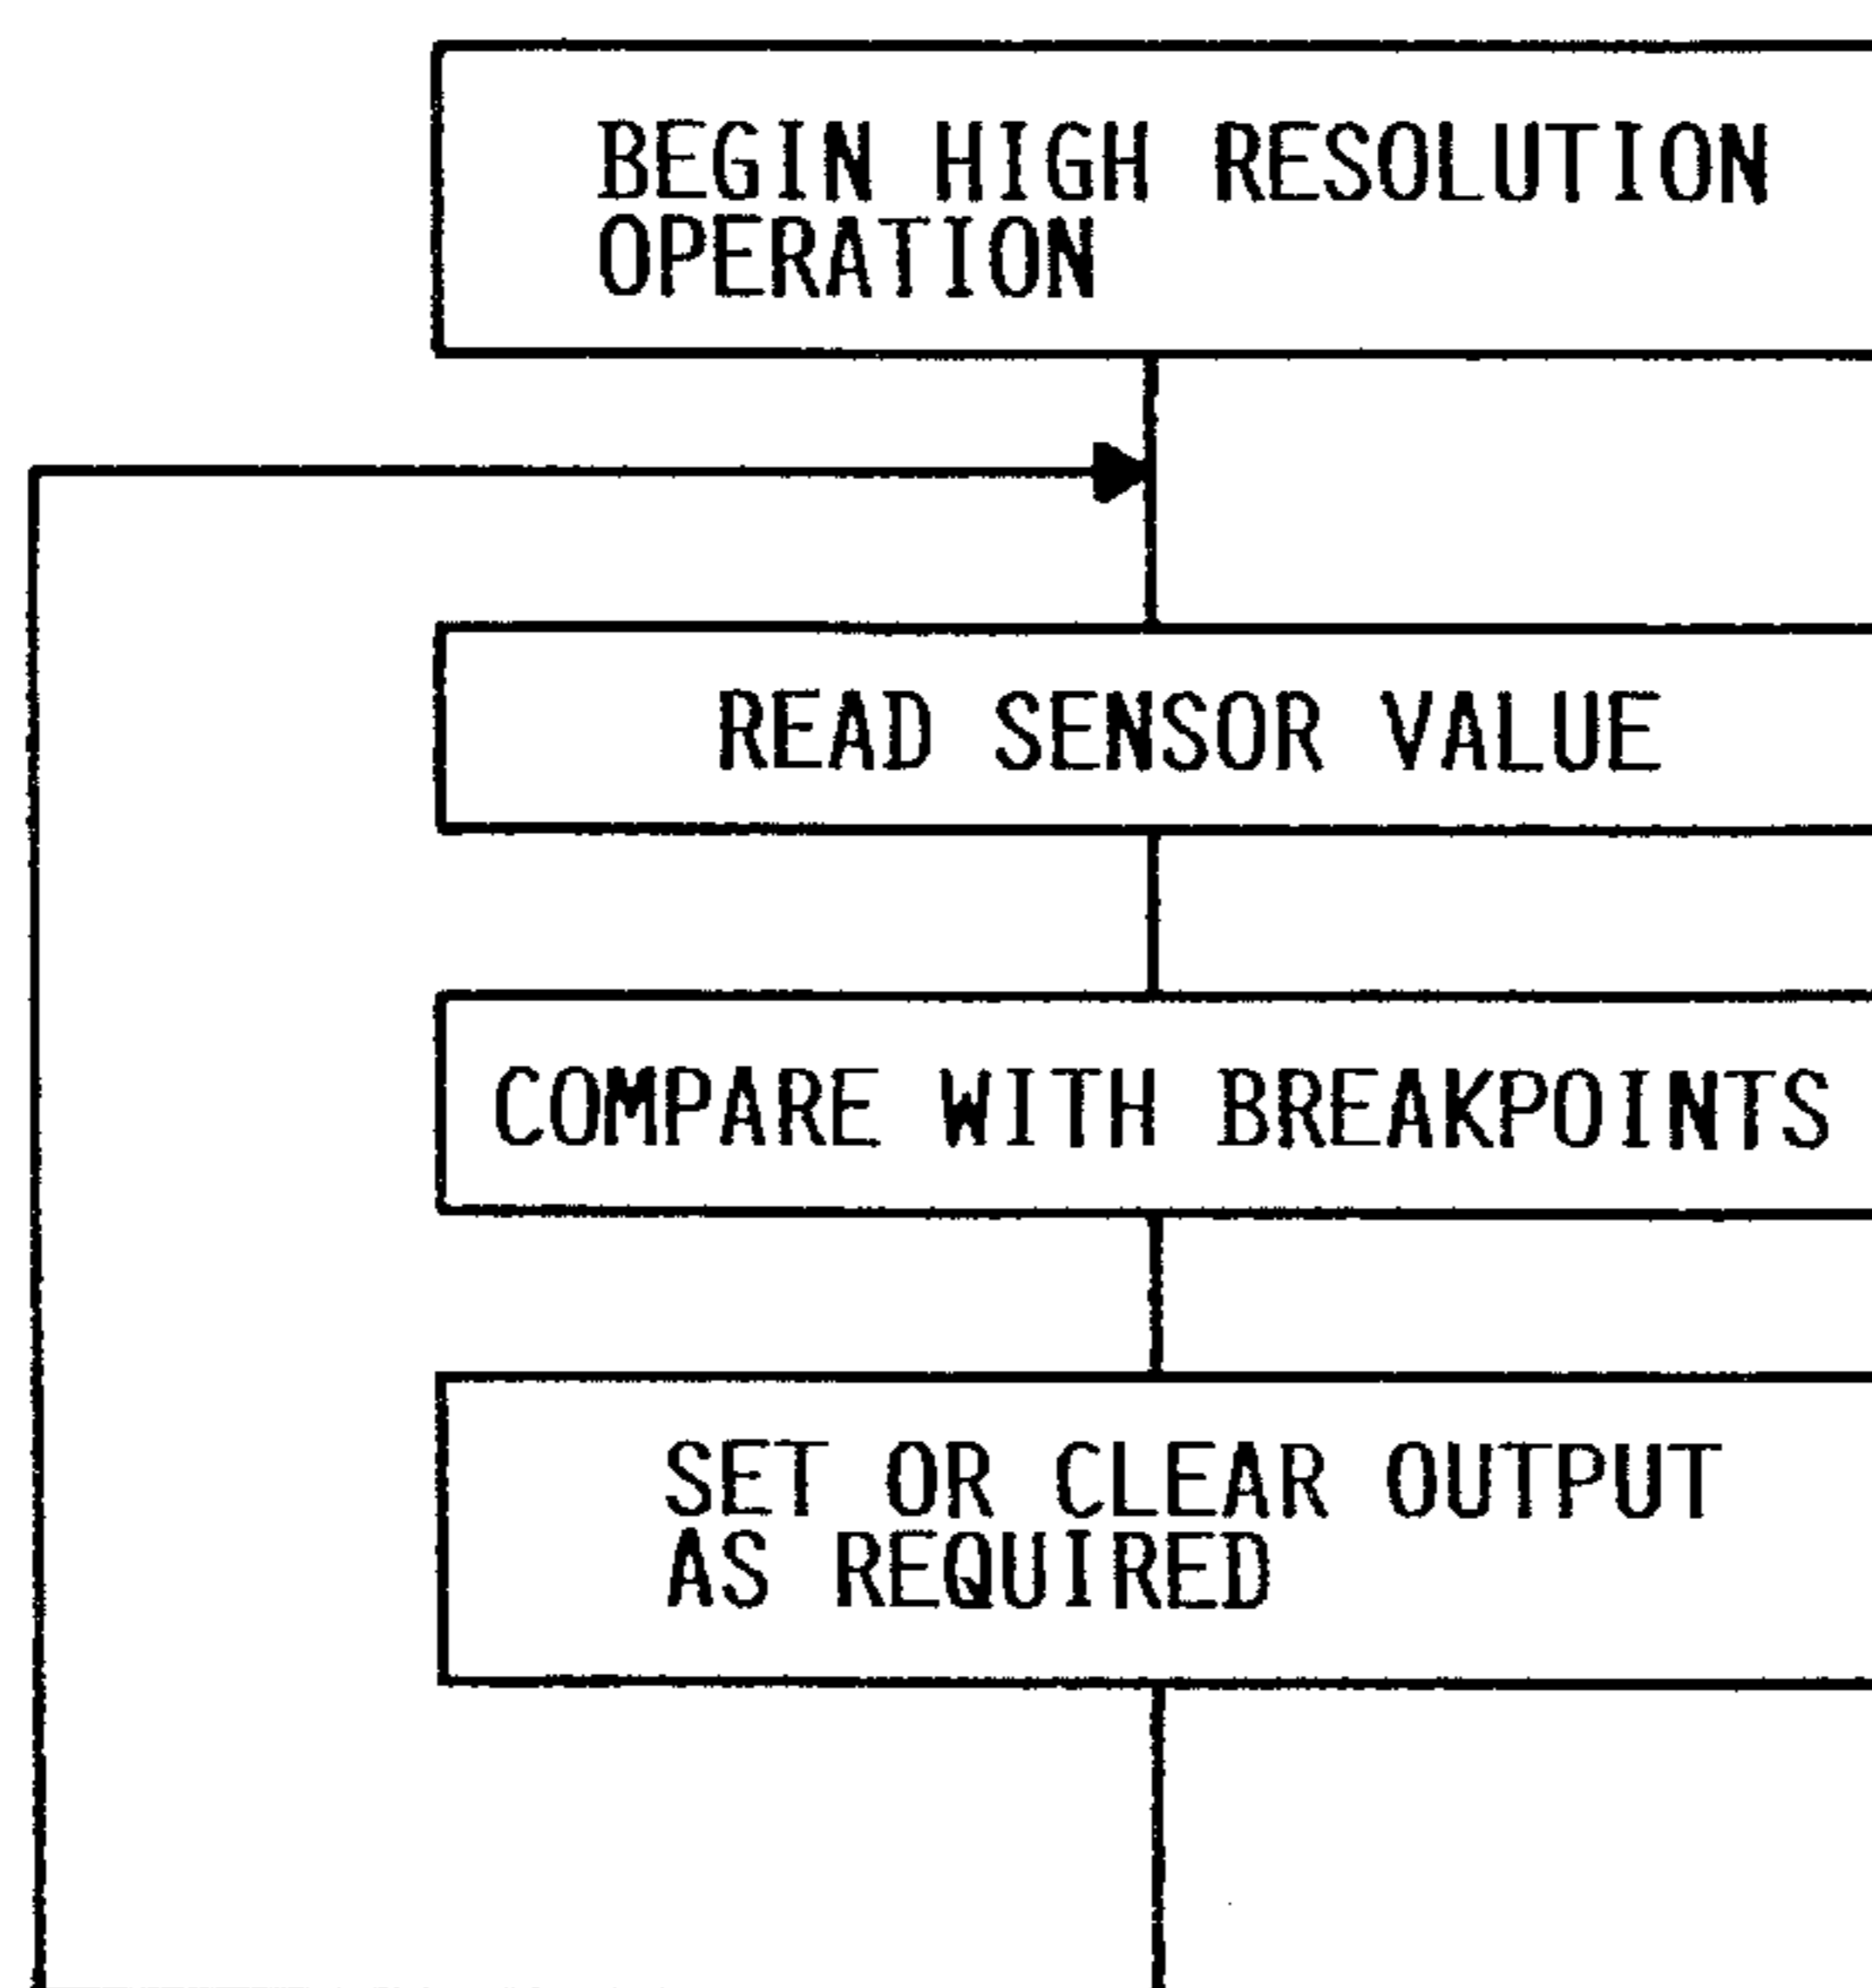 BEGIN HIGH RESOLUTION
OPERATION
READ SENSOR VALUE
COMPARE WITH BREAKPOINTS
SET OR CLEAR OUTPUT
AS REQUIRED